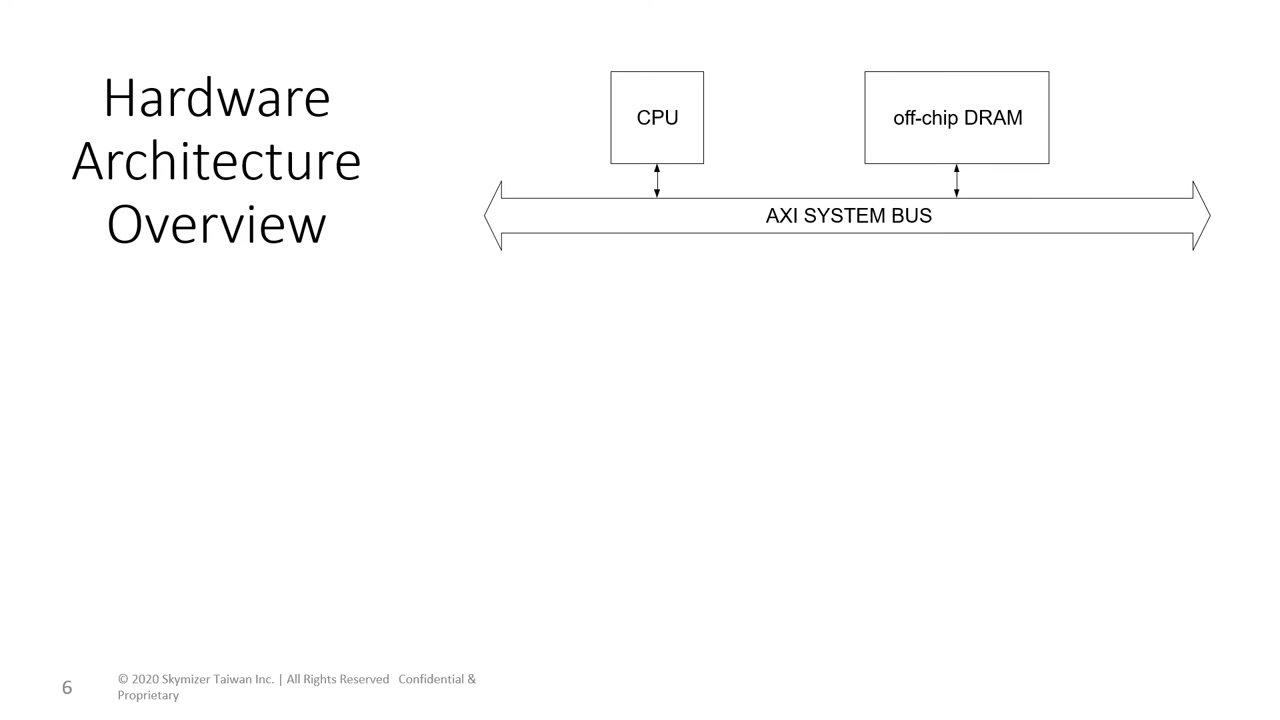 Hardware
Architecture
Overview
CPU
off-chip DRAM
AXI SYSTEM BUS
6
© 2020 Skymizer Taiwan Inc. | All Rights Reserved   Confidential &
Proprietary